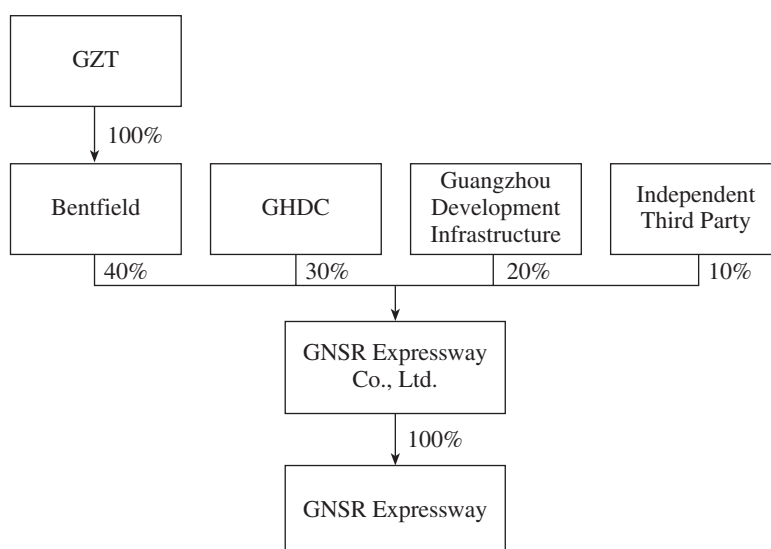 GZT
100%
Bentfield
GHDC
Guangzhou
Development
Infrastructure
Independent
Third Party
40%
30%
20%
10%
GNSR Expressway
Co., Ltd.
100%
GNSR Expressway